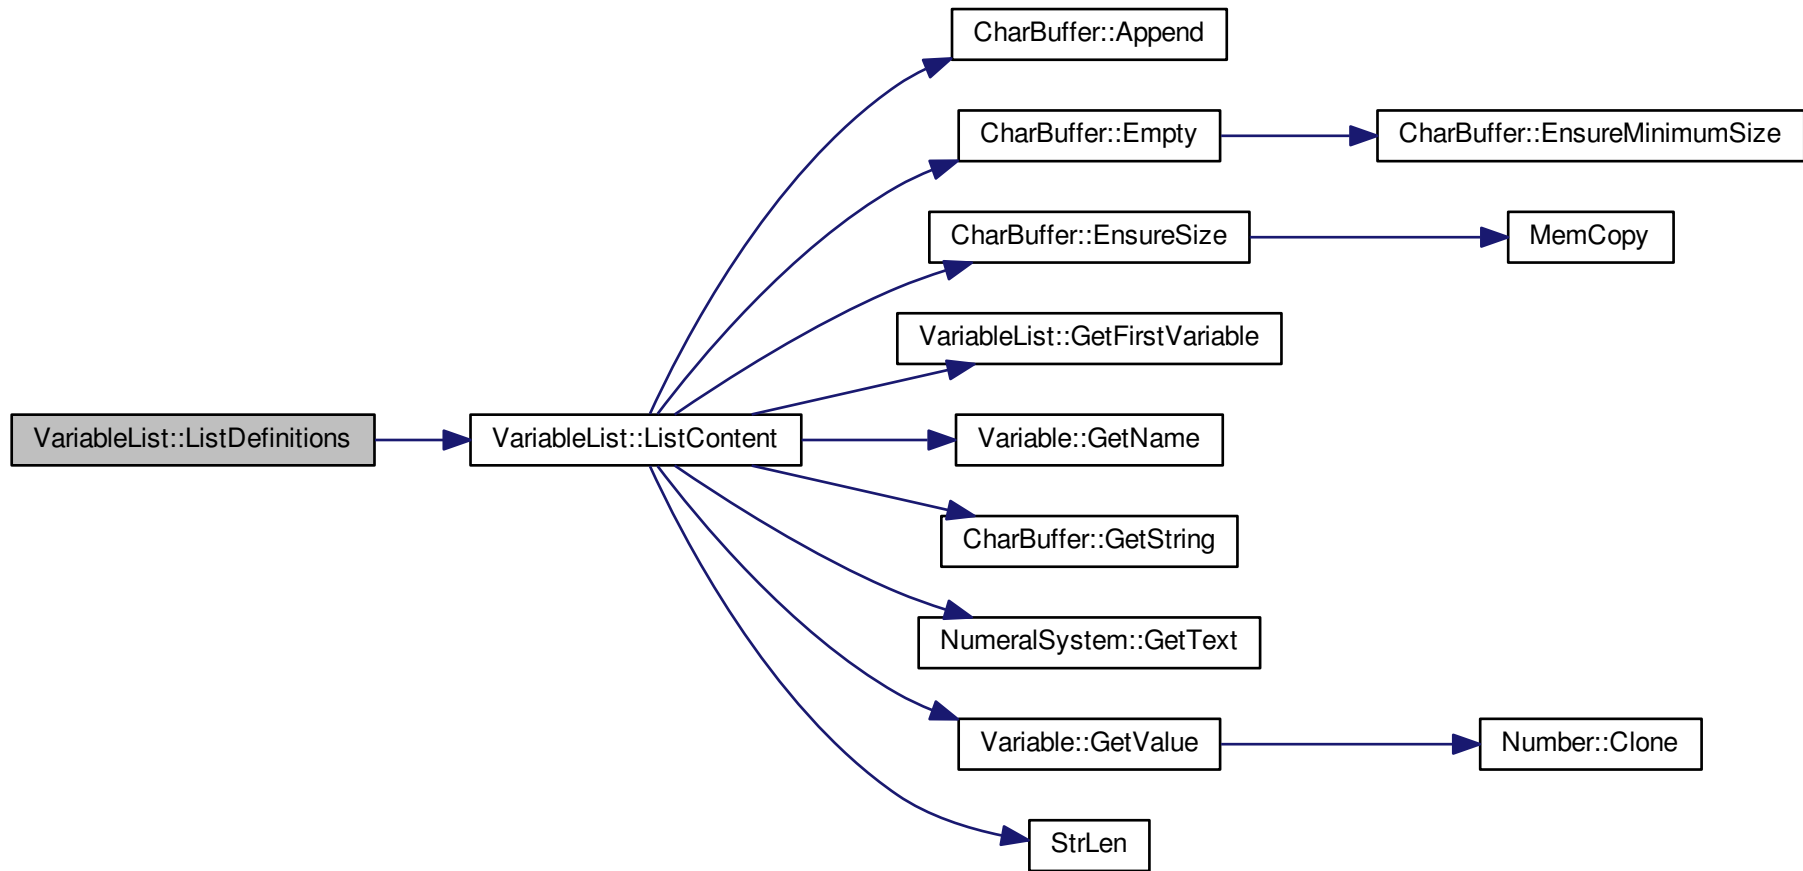 CharBuffer::Append
CharBuffer::Empty
CharBuffer::EnsureMinimumSize
CharBuffer::EnsureSize
MemCopy
VariableList::GetFirstVariable
VariableList::ListDefinitions
VariableList::ListContent
Variable::GetName
CharBuffer::GetString
NumeralSystem::GetText
Variable::GetValue
Number::Clone
StrLen